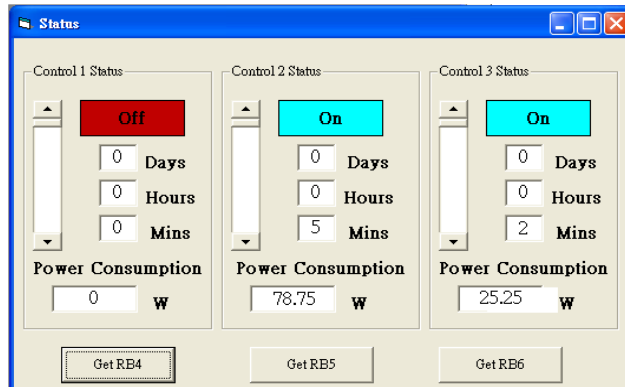 Status
Control 1 Status
Off
0 Days
0 Hours
0 Mins
Power Consumption
0 W
Get RB4
Control 2 Status
On
0 Days
0 Hours
5 Mins
Power Consumption
78.75 W
Get RB5
Control 3 Status
On
0 Days
0 Hours
2 Mins
Power Consumption
25.25 W
Get RB6